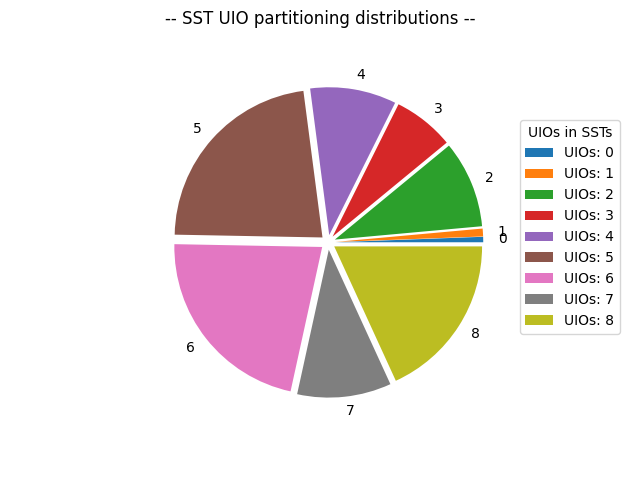 -- SST UIO partitioning distributions --
4
3
5
2
1
0
6
7
8
UIOs in SSTs
UIOs: 0
UIOs: 1
UIOs: 2
UIOs: 3
UIOs: 4
UIOs: 5
UIOs: 6
UIOs: 7
UIOs: 8